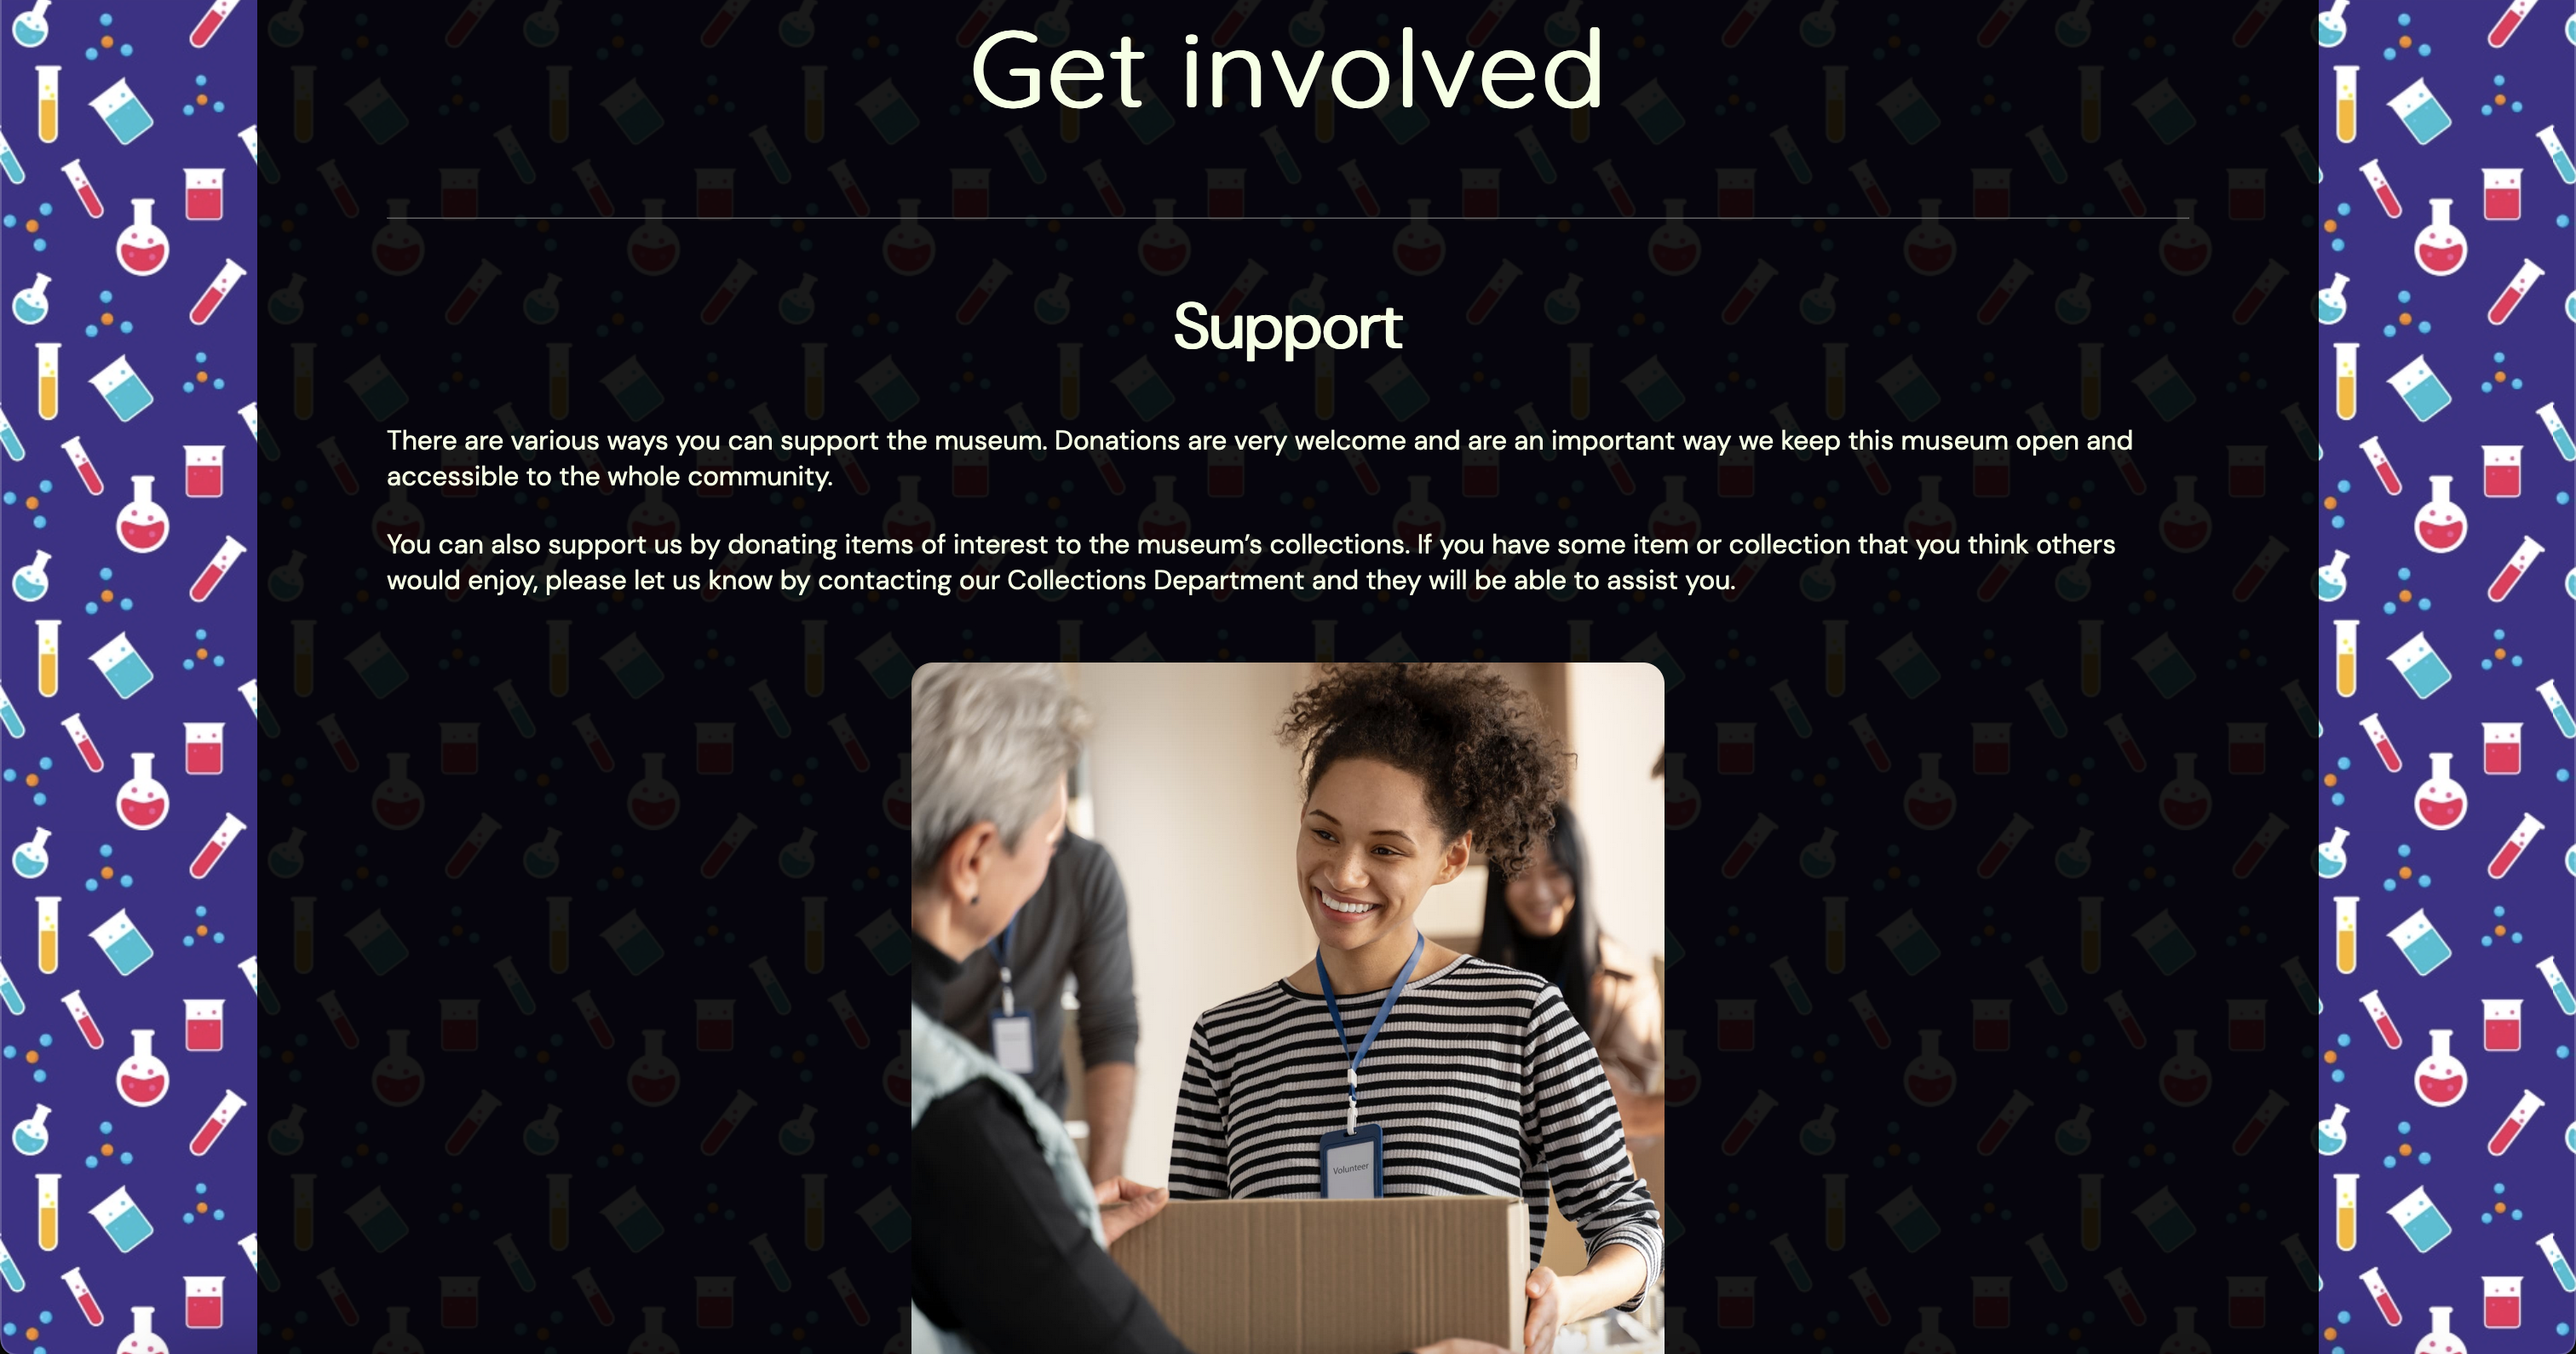 Get involved
Support
There are various ways you can support the museum. Donations are very welcome and are an important way we keep this museum open and
accessible to the whole community.
You can also support us by donating items of interest to the museum’s collections. If you have some item or collection that you think others
would enjoy, please let us know by contacting our Collections Department and they will be able to assist you.
Volunteer